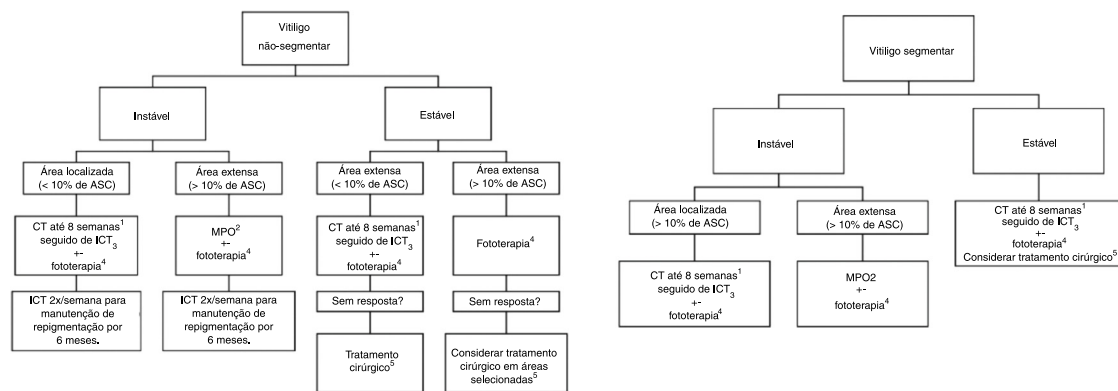 Vitiligo
não-segmentar
Instável
Estável
Área localizada
(< 10% de ASC)
Área extensa
(> 10% de ASC)
Área extensa
(< 10% de ASC)
Área extensa
(> 10% de ASC)
CT até 8 semanas¹
seguido de ICT₃
+-
fototerapia⁴
MPO²
+-
fototerapia⁴
CT até 8 semanas¹
seguido de ICT₃
+-
fototerapia⁴
Fototerapia⁴
ICT 2x/semana para
manutenção de
repigmentação por
6 meses.
ICT 2x/semana para
manutenção de
repigmentação por
6 meses.
Sem resposta?
Sem resposta?
Tratamento
cirúrgico⁵
Considerar tratamento
cirúrgico em áreas
selecionadas⁵
Vitiligo segmentar
Instável
Estável
Área localizada
(> 10% de ASC)
Área extensa
(> 10% de ASC)
CT até 8 semanas¹
seguido de ICT₃
+-
fototerapia⁴
Considerar tratamento cirúrgico⁵
CT até 8 semanas¹
seguido de ICT₃
+-
fototerapia⁴
MPO2
+-
fototerapia⁴